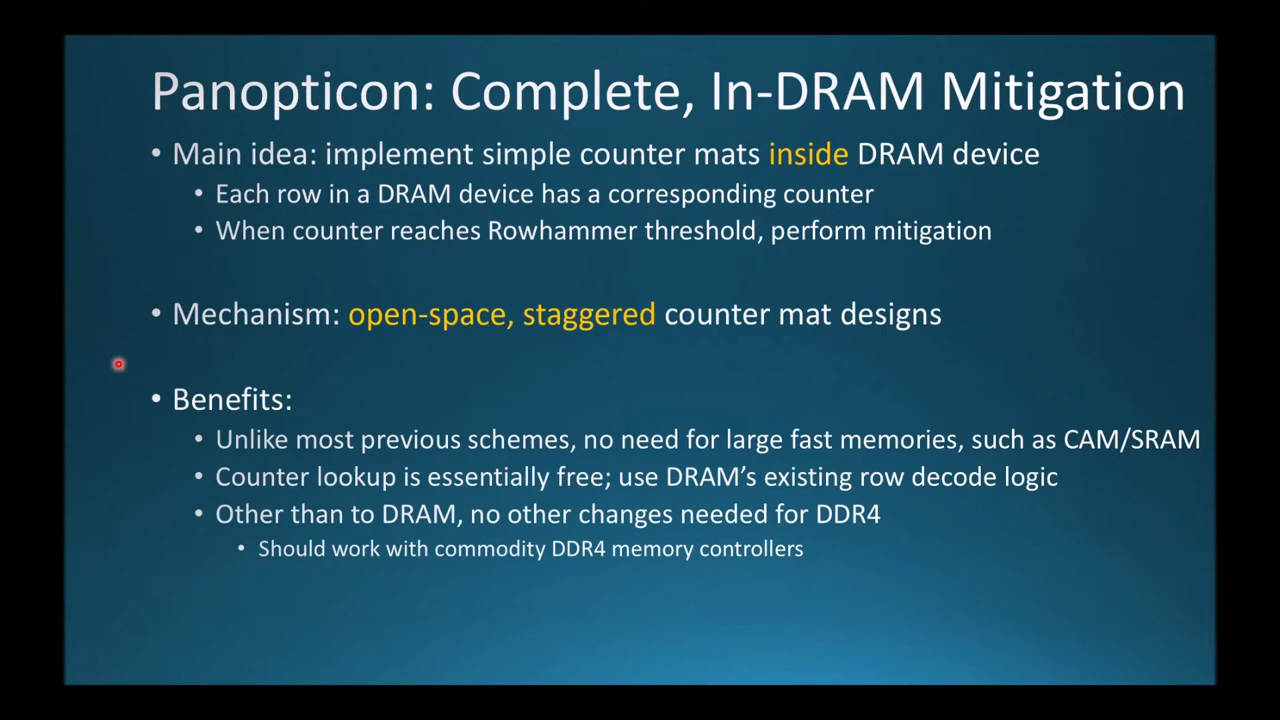 Panopticon: Complete, In-DRAM Mitigation
• Main idea: implement simple counter mats inside DRAM device
• Each row in a DRAM device has a corresponding counter
• When counter reaches Rowhammer threshold, perform mitigation
• Mechanism: open-space, staggered counter mat designs
• Benefits:
• Unlike most previous schemes, no need for large fast memories, such as CAM/SRAM
• Counter lookup is essentially free; use DRAM’s existing row decode logic
• Other than to DRAM, no other changes needed for DDR4
• Should work with commodity DDR4 memory controllers